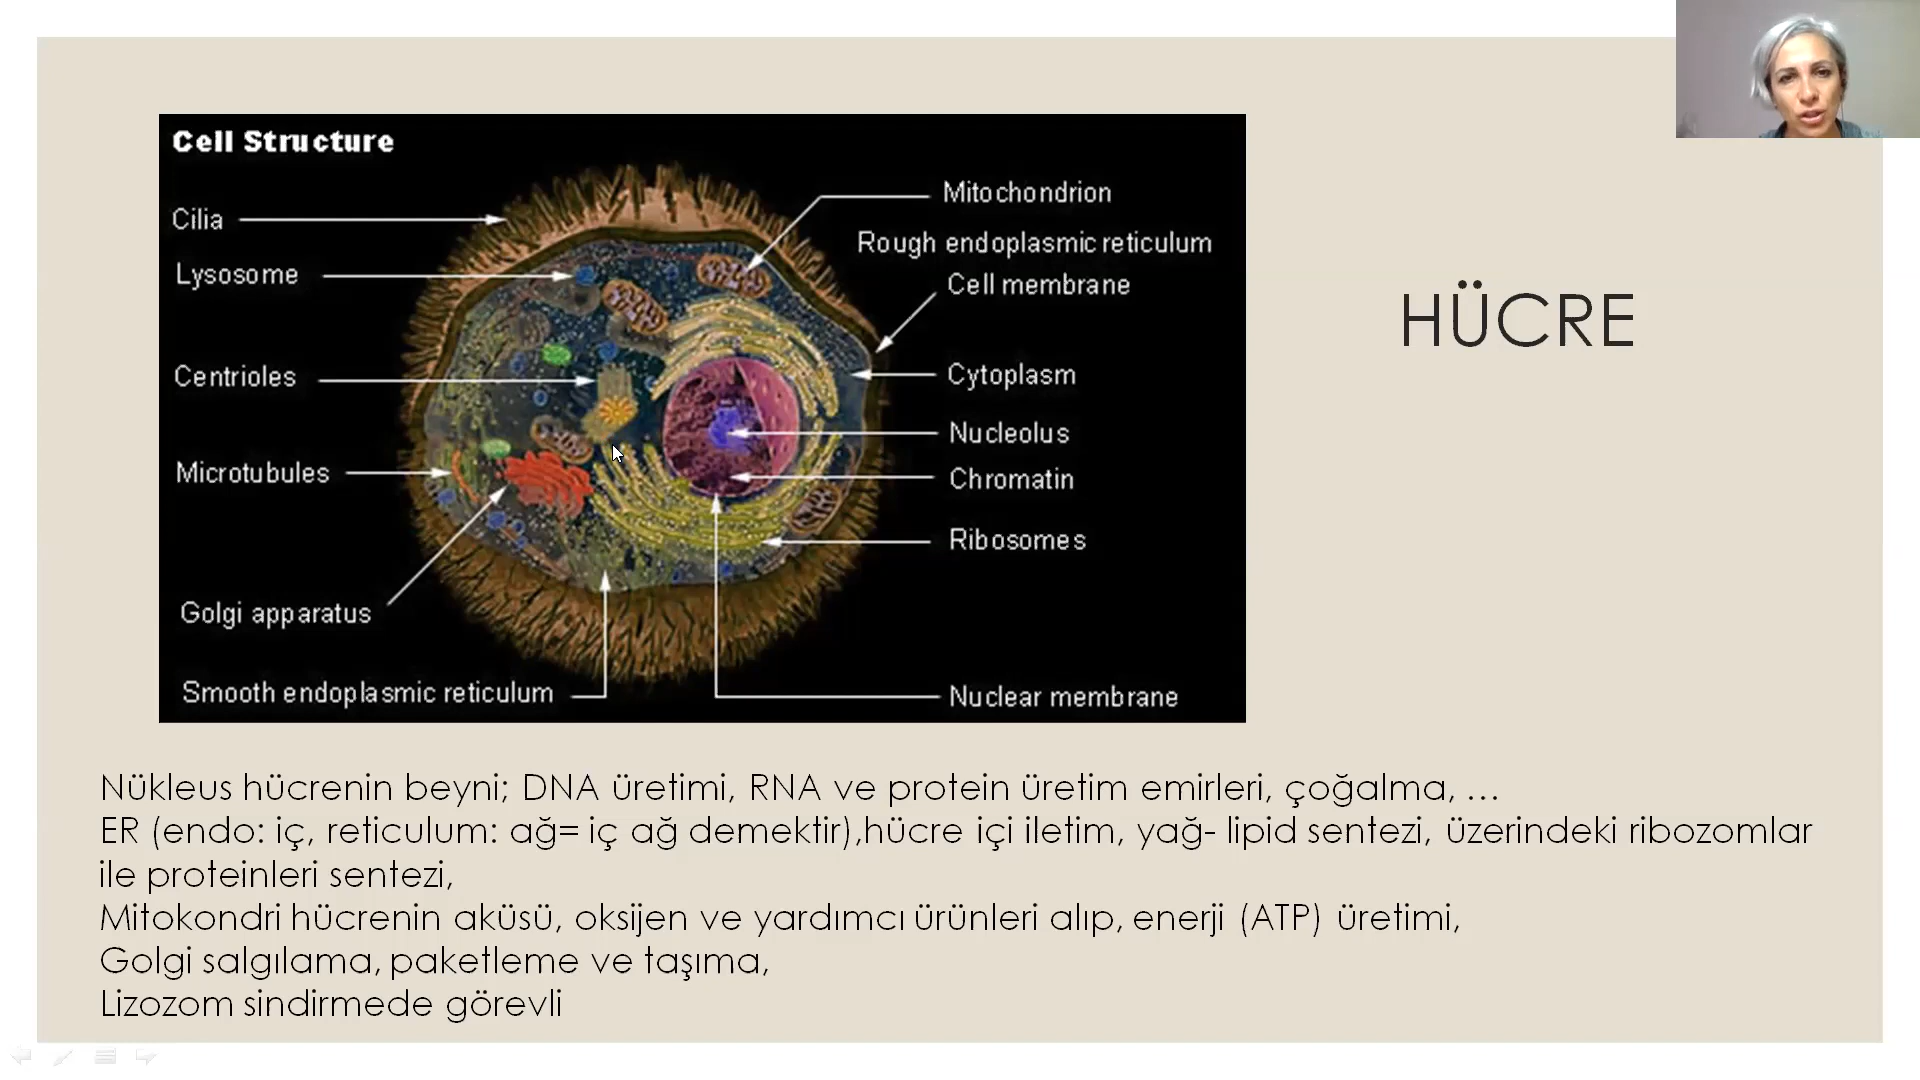 Cell Structure
Cilia
Lysosome
Centrioles
Microtubules
Golgi apparatus
Smooth endoplasmic reticulum
Mitochondrion
Rough endoplasmic reticulum
Cell membrane
Cytoplasm
Nucleolus
Chromatin
Ribosomes
Nuclear membrane
HÜCRE
Nükleus hücrenin beyni; DNA üretimi, RNA ve protein üretim emirleri, çoğalma, …
ER (endo: iç, reticulum: ağ= iç ağ demektir),hücre içi iletim, yağ- lipid sentezi, üzerindeki ribozomlar
ile proteinleri sentezi,
Mitokondri hücrenin aküsü, oksijen ve yardımcı ürünleri alıp, enerji (ATP) üretimi,
Golgi salgılama, paketleme ve taşıma,
Lizozom sindirmede görevli